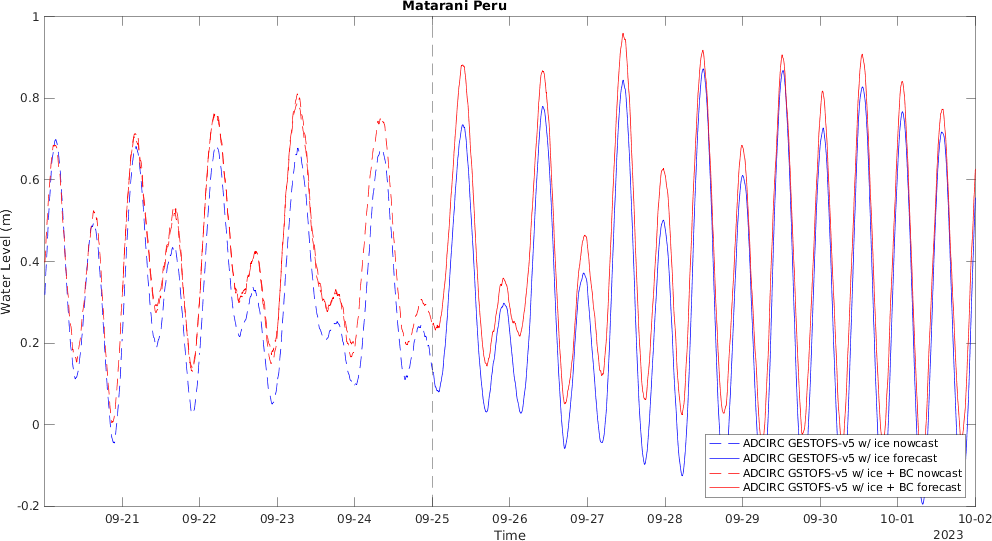 Matarani Peru
1
0.8
0.6
0.4
0.2
0
-0.2
Water Level (m)
ADCIRC GESTOFS-v5 w/ ice nowcast
ADCIRC GESTOFS-v5 w/ ice forecast
ADCIRC GSTOFS-v5 w/ ice + BC nowcast
ADCIRC GSTOFS-v5 w/ ice + BC forecast
09-21 09-22 09-23 09-24 09-25 09-26 09-27 09-28 09-29 09-30 10-01 10-02
Time
2023